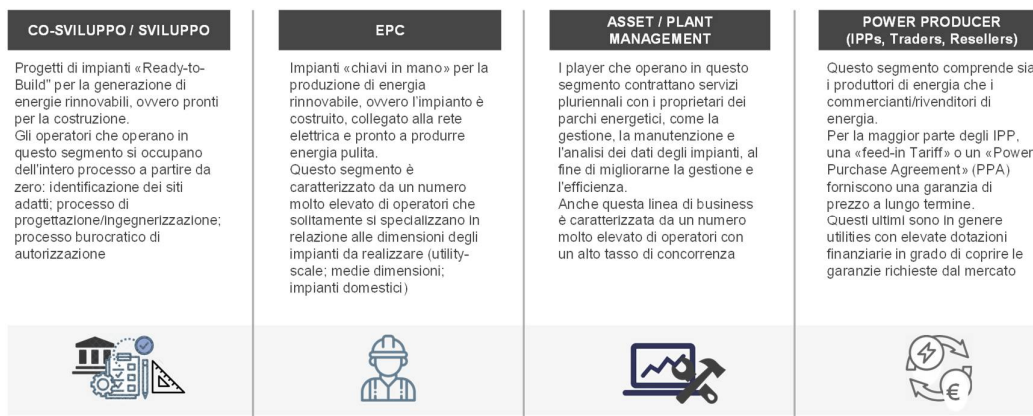 CO-SVILUPPO / SVILUPPO
Progetti di impianti «Ready-to-
Build" per la generazione di
energie rinnovabili, ovvero pronti
per la costruzione.
Gli operatori che operano in
questo segmento si occupano
dell'intero processo a partire da
zero: identificazione dei siti
adatti; processo di
progettazione/ingegnerizzazione;
processo burocratico di
autorizzazione
EPC
Impianti «chiavi in mano» per la
produzione di energia
rinnovabile, ovvero l'impianto è
costruito, collegato alla rete
elettrica e pronto a produrre
energia pulita.
Questo segmento è
caratterizzato da un numero
molto elevato di operatori che
solitamente si specializzano in
relazione alle dimensioni degli
impianti da realizzare (utility-
scale; medie dimensioni;
impianti domestici)
ASSET / PLANT
MANAGEMENT
I player che operano in questo
segmento contrattano servizi
pluriennali con i proprietari dei
parchi energetici, come la
gestione, la manutenzione e
l'analisi dei dati degli impianti, al
fine di migliorarne la gestione e
l'efficienza.
Anche questa linea di business
è caratterizzata da un numero
molto elevato di operatori con
un alto tasso di concorrenza
POWER PRODUCER
(IPPs, Traders, Resellers)
Questo segmento comprende sia
i produttori di energia che i
commercianti/rivenditori di
energia.
Per la maggior parte degli IPP,
una «feed-in Tariff» o un «Power
Purchase Agreement» (PPA)
forniscono una garanzia di
prezzo a lungo termine.
Questi ultimi sono in genere
utilities con elevate dotazioni
finanziarie in grado di coprire le
garanzie richieste dal mercato
€